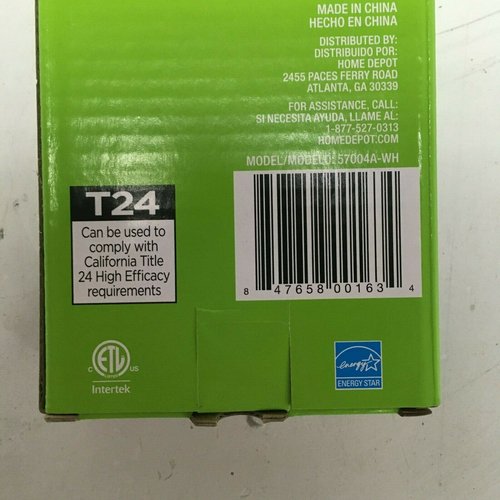 MADE IN CHINA
HECHO EN CHINA
DISTRIBUTED BY:
DISTRIBUIDO POR:
HOME DEPOT
2455 PACES FERRY ROAD
ATLANTA, GA 30339
FOR ASSISTANCE, CALL:
SI NECESITA AYUDA, LLAME AL:
1-877-527-0313
HOMEDEPOT.COM
MODEL/MODELO: 57004A-WH
T24
Can be used to
comply with
California Title
24 High Efficacy
requirements
8 47658 00163 4
C ETL US
Intertek
energy
ENERGY STAR